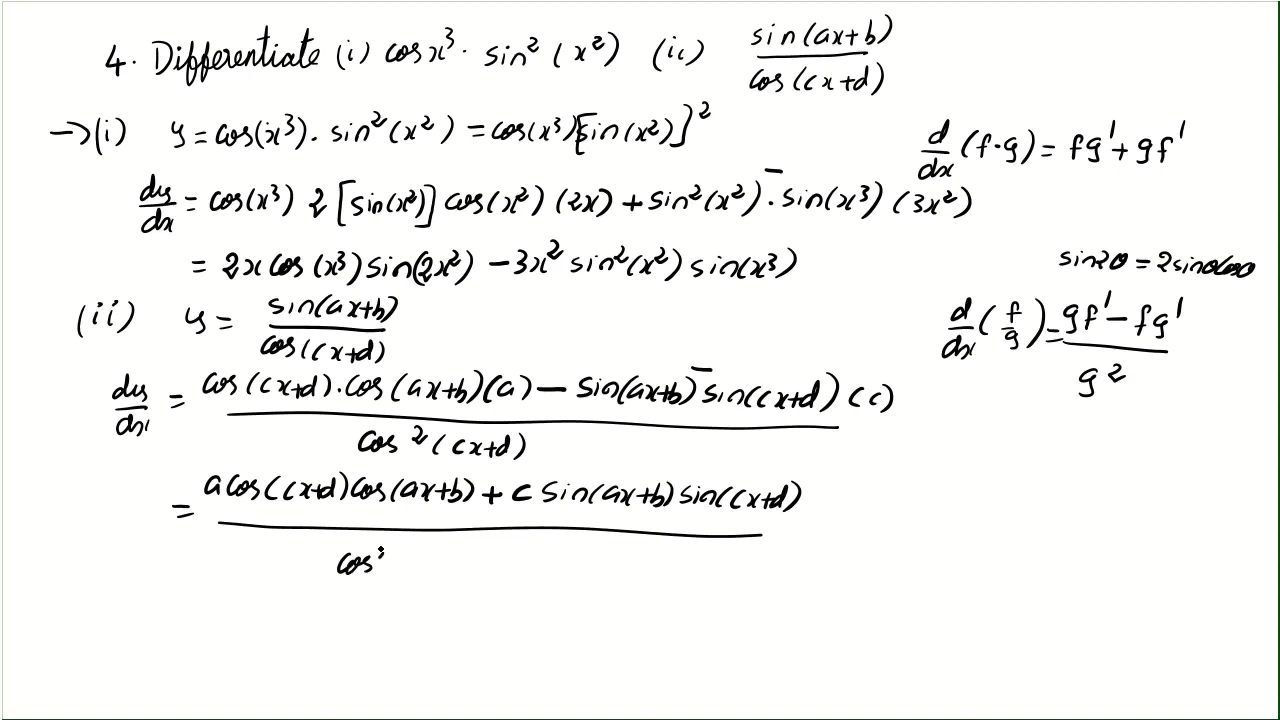 4. Differentiate (i) cos x³ · sin² (x²) (ii) sin(ax+b) / cos(cx+d)
→(i) y = cos(x³) · sin²(x²) = cos(x³)[sin(x²)]²
d/dx (f·g) = fg' + gf'
dy/dx = cos(x³) 2 [sin(x²)] cos(x²) (2x) + sin²(x²) · - sin(x³) (3x²)
= 2x cos (x³) sin(2x²) - 3x² sin²(x²) sin(x³)
sin2θ = 2sinθcosθ
(ii) y = sin(ax+b) / cos(cx+d)
d/dx (f/g) = gf' - fg' / g²
dy/dx = cos(cx+d) · cos(ax+b)(a) - sin(ax+b) - sin(cx+d) (c) / cos² (cx+d)
= a cos(cx+d) cos(ax+b) + c sin(ax+b) sin(cx+d) / cos²